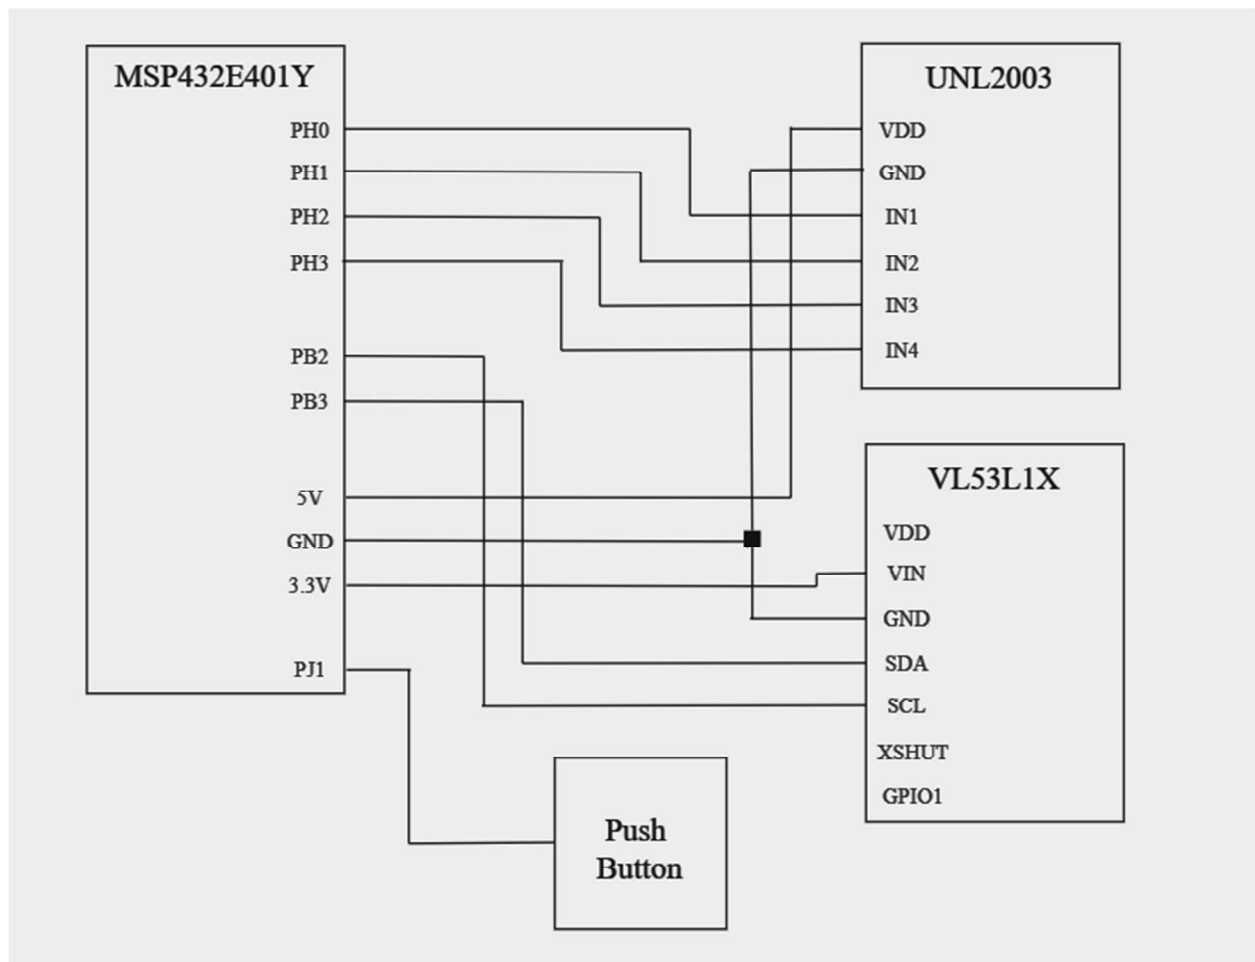 MSP432E401Y
PH0
PH1
PH2
PH3
PB2
PB3
5V
GND
3.3V
PJ1
UNL2003
VDD
GND
IN1
IN2
IN3
IN4
VL53L1X
VDD
VIN
GND
SDA
SCL
XSHUT
GPIO1
Push
Button